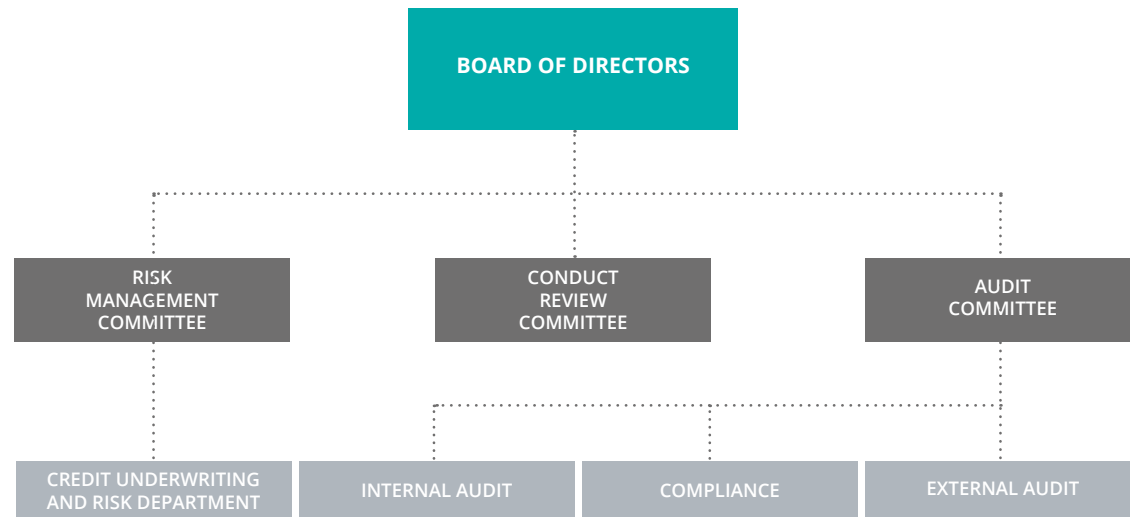 BOARD OF DIRECTORS
RISK
MANAGEMENT
COMMITTEE
CONDUCT
REVIEW
COMMITTEE
AUDIT
COMMITTEE
CREDIT UNDERWRITING
AND RISK DEPARTMENT
INTERNAL AUDIT
COMPLIANCE
EXTERNAL AUDIT